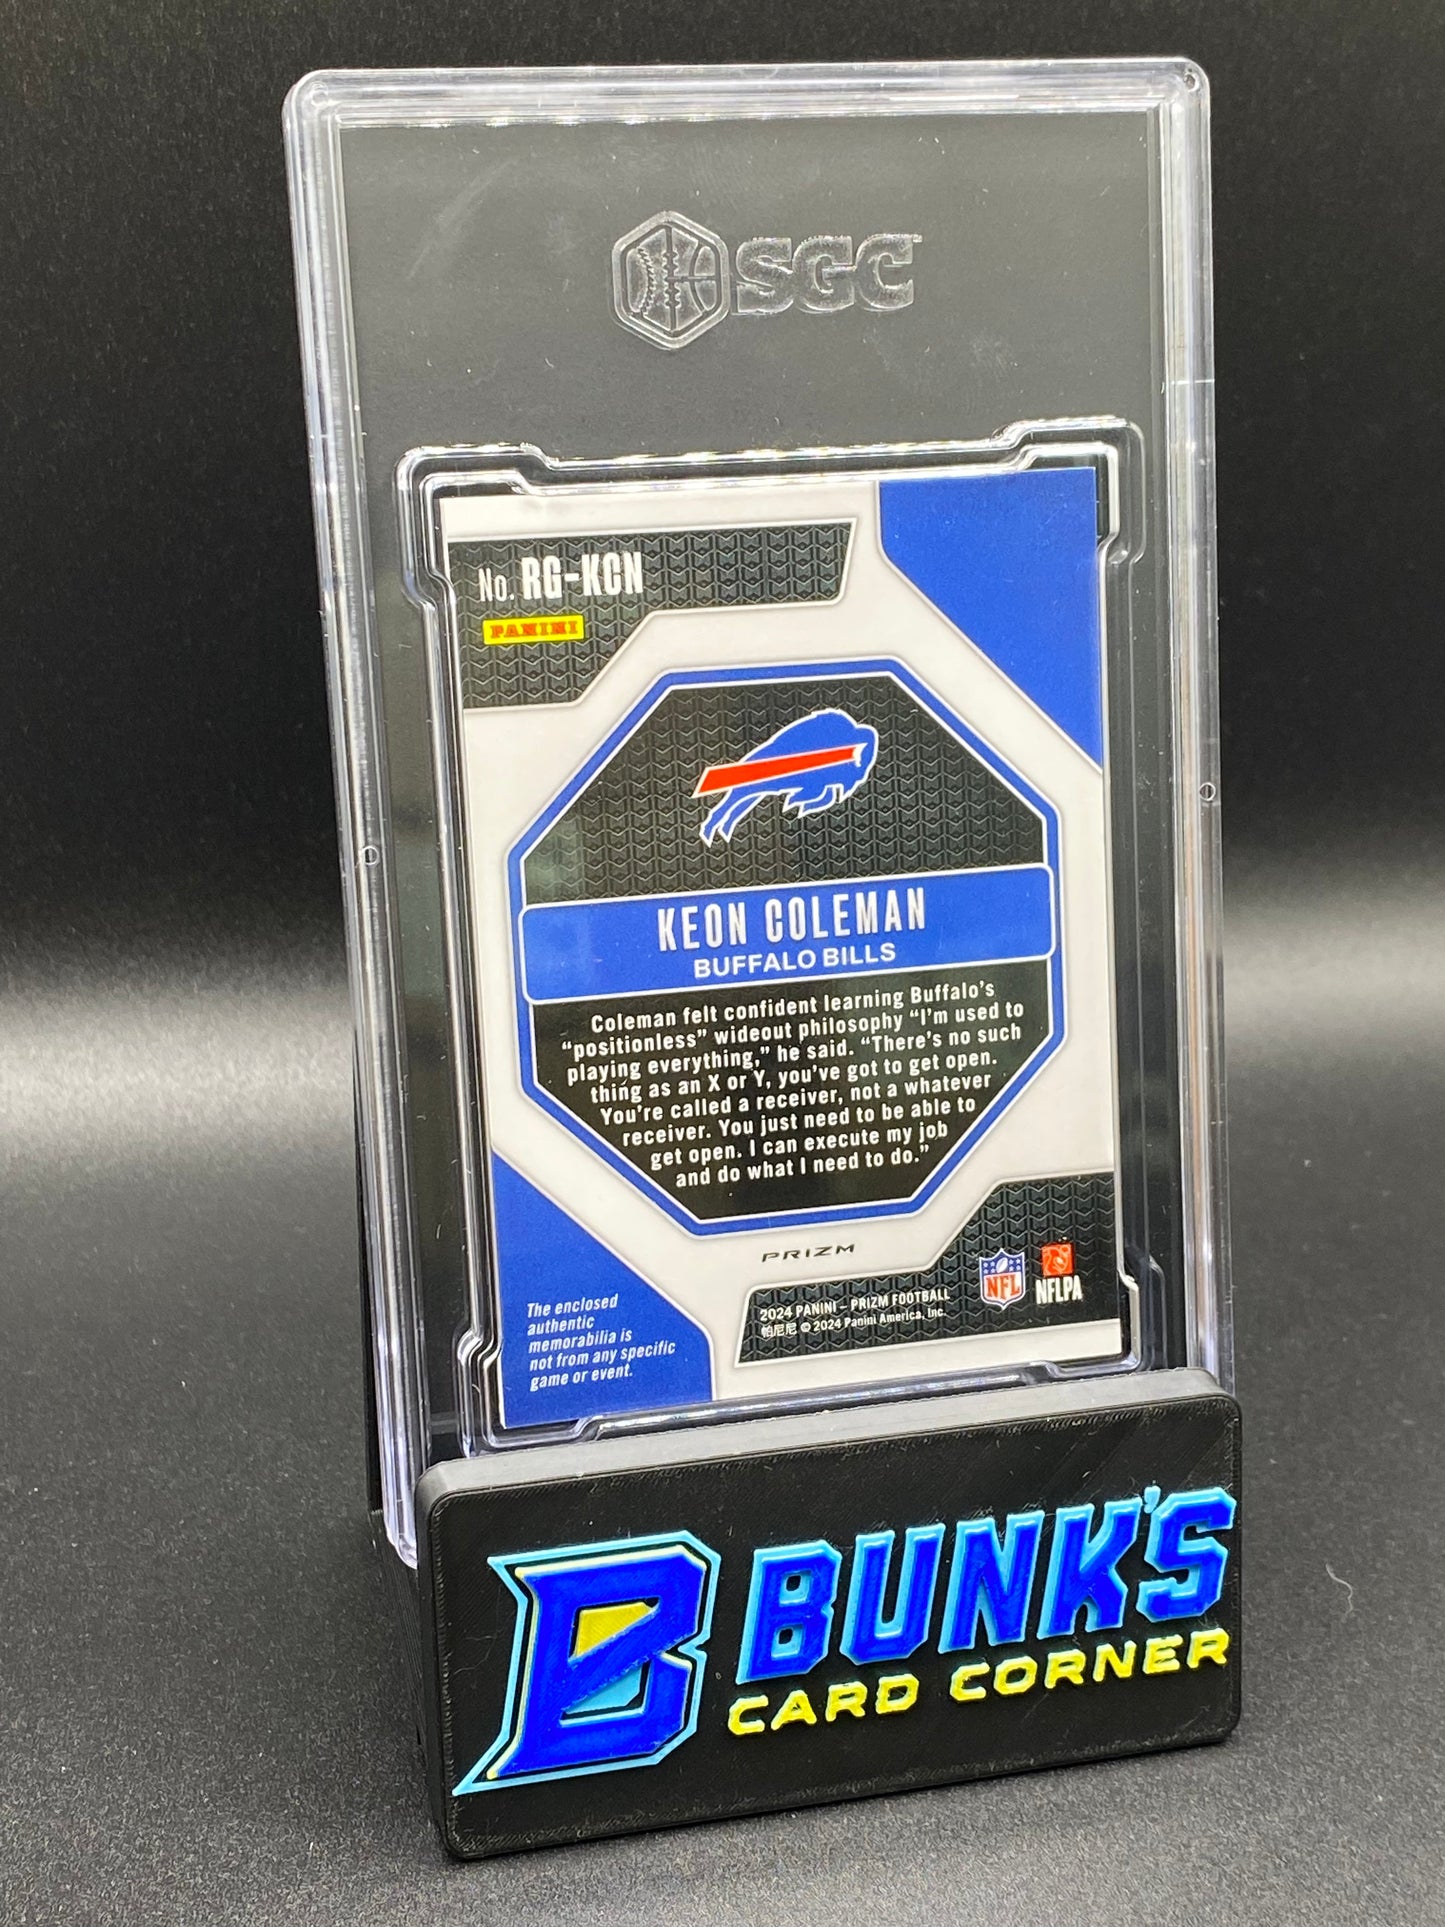 SGC
No. RG-KCN
PANINI
KEON COLEMAN
BUFFALO BILLS
Coleman felt confident learning Buffalo's
“positionless” wideout philosophy “I'm used to
playing everything,” he said. “There's no such
thing as an X or Y, you've got to get open.
You're called a receiver, not a whatever
receiver. You just need to be able to
get open. I can execute my job
and do what I need to do.”
PRIZM
The enclosed
authentic
memorabilia is
not from any specific
game or event.
2024 PANINI – PRIZM FOOTBALL
帕尼尼 © 2024 Panini America, Inc.
NFL
NFLPA
B
BUNK'S
CARD CORNER